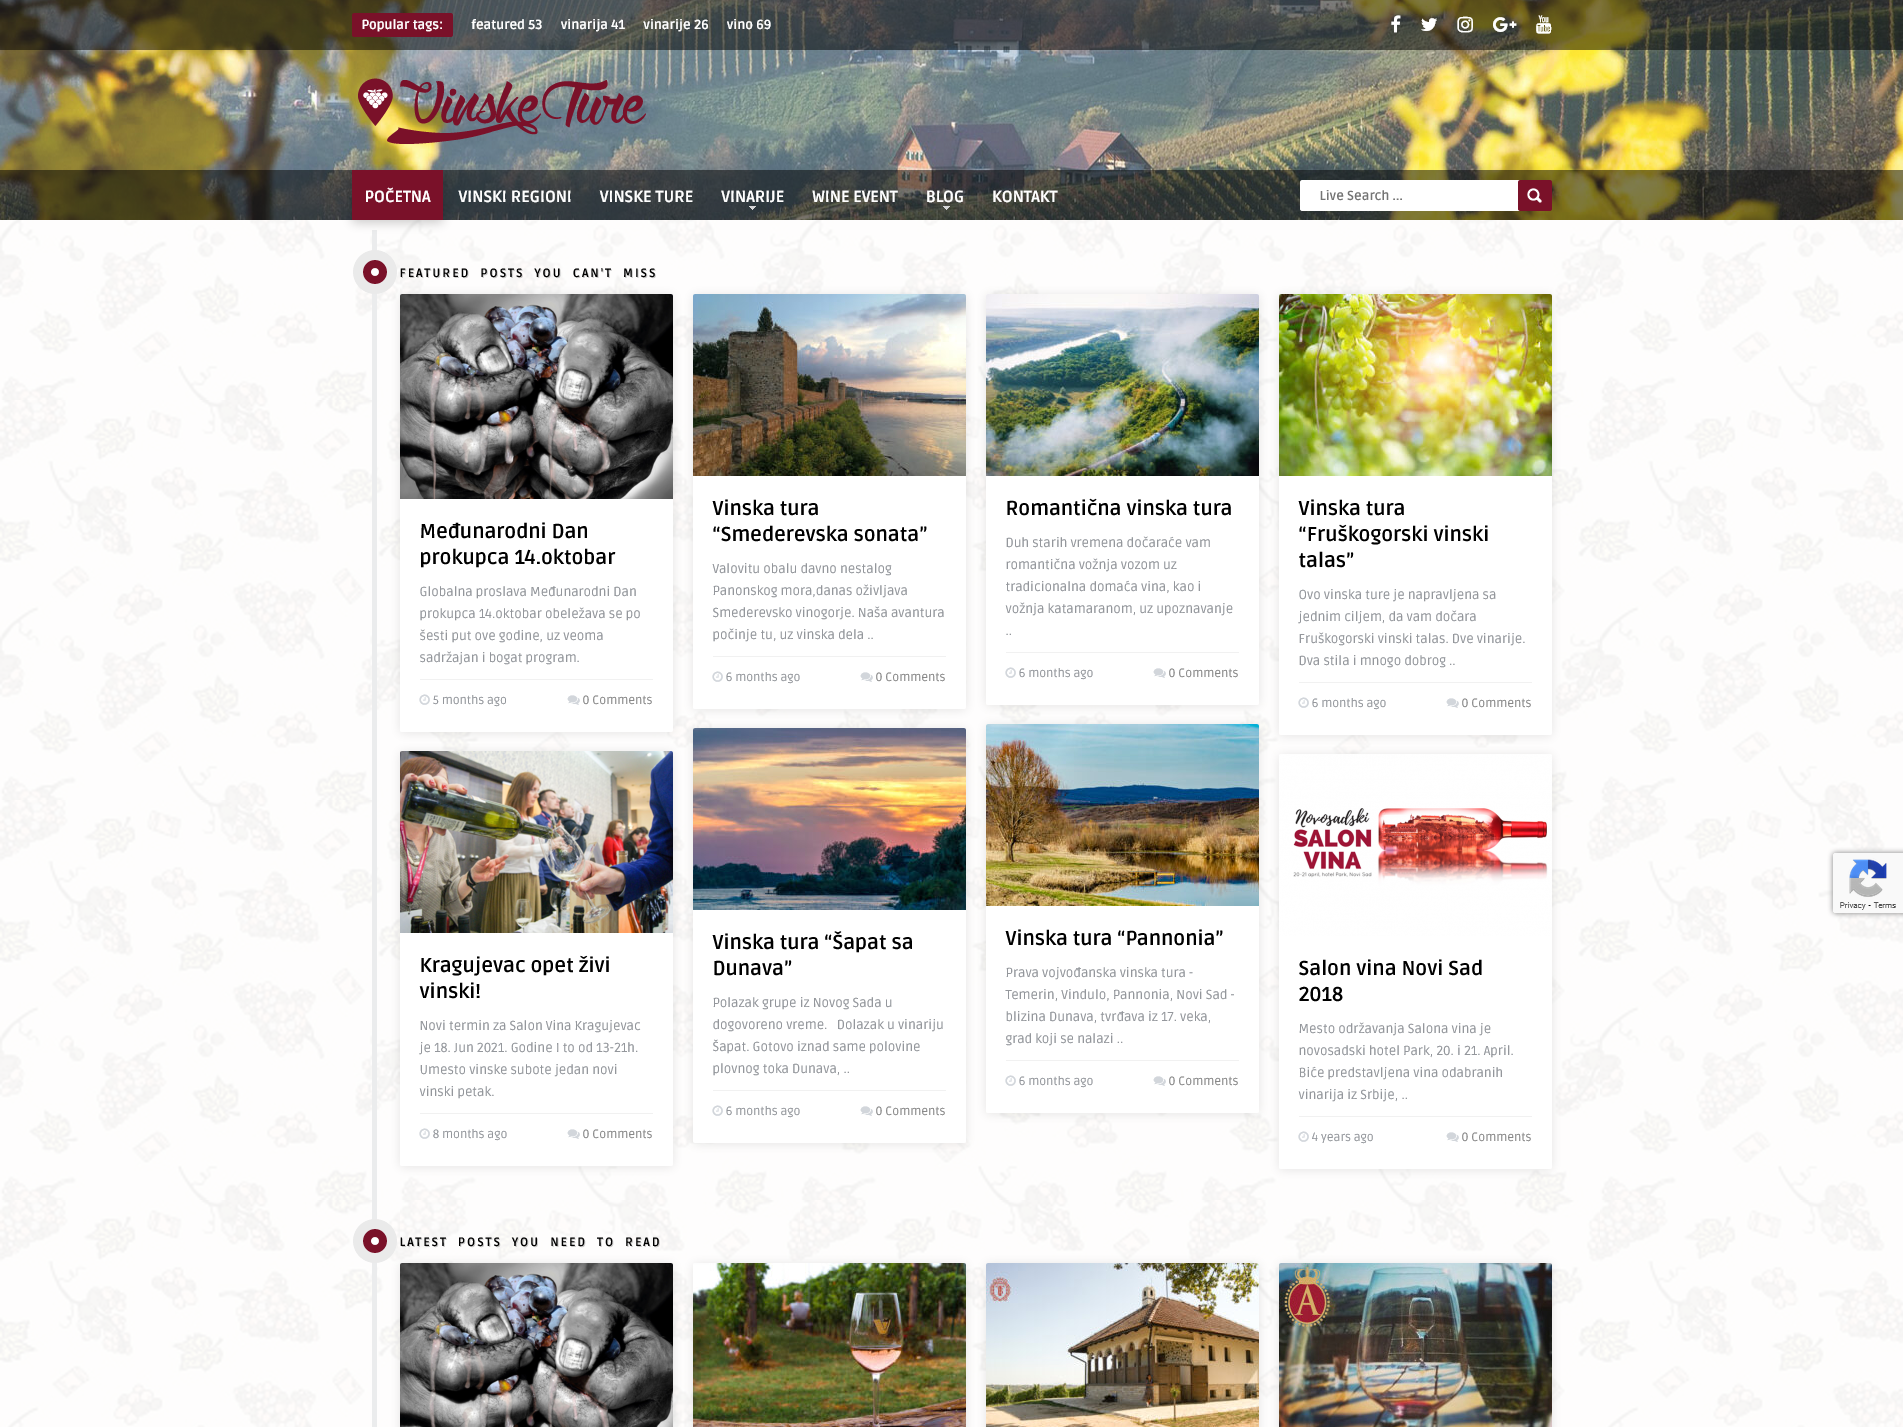 Popular tags: featured 53 vinarija 41 vinarije 26 vino 69
Vinske Ture
POČETNA VINSKI REGIONI VINSKE TURE VINARIJE WINE EVENT BLOG KONTAKT
Live Search ...
FEATURED POSTS YOU CAN'T MISS
Međunarodni Dan
prokupca 14.oktobar
Globalna proslava Međunarodni Dan
prokupca 14.oktobar obeležava se po
šesti put ove godine, uz veoma
sadržajan i bogat program.
5 months ago 0 Comments
Vinska tura
“Smederevska sonata”
Valovitu obalu davno nestalog
Panonskog mora,danas oživljava
Smederevsko vinogorje. Naša avantura
počinje tu, uz vinska dela ..
6 months ago 0 Comments
Romantična vinska tura
Duh starih vremena dočaraće vam
romantična vožnja vozom uz
tradicionalna domaća vina, kao i
vožnja katamaranom, uz upoznavanje
..
6 months ago 0 Comments
Vinska tura
“Fruškogorski vinski
talas”
Ovo vinska ture je napravljena sa
jednim ciljem, da vam dočara
Fruškogorski vinski talas. Dve vinarije.
Dva stila i mnogo dobrog ..
6 months ago 0 Comments
Kragujevac opet živi
vinski!
Novi termin za Salon Vina Kragujevac
je 18. Jun 2021. Godine I to od 13-21h.
Umesto vinske subote jedan novi
vinski petak.
8 months ago 0 Comments
Vinska tura “Šapat sa
Dunava”
Polazak grupe iz Novog Sada u
dogovoreno vreme. Dolazak u vinariju
Šapat. Gotovo iznad same polovine
plovnog toka Dunava, ..
6 months ago 0 Comments
Vinska tura “Pannonia”
Prava vojvođanska vinska tura -
Temerin, Vindulo, Pannonia, Novi Sad -
blizina Dunava, tvrđava iz 17. veka,
grad koji se nalazi ..
6 months ago 0 Comments
Novosadski
SALON
VINA
20-21 april, hotel Park, Novi Sad
Salon vina Novi Sad
2018
Mesto održavanja Salona vina je
novosadski hotel Park, 20. i 21. April.
Biće predstavljena vina odabranih
vinarija iz Srbije, ..
4 years ago 0 Comments
Privacy - Terms
LATEST POSTS YOU NEED TO READ
A